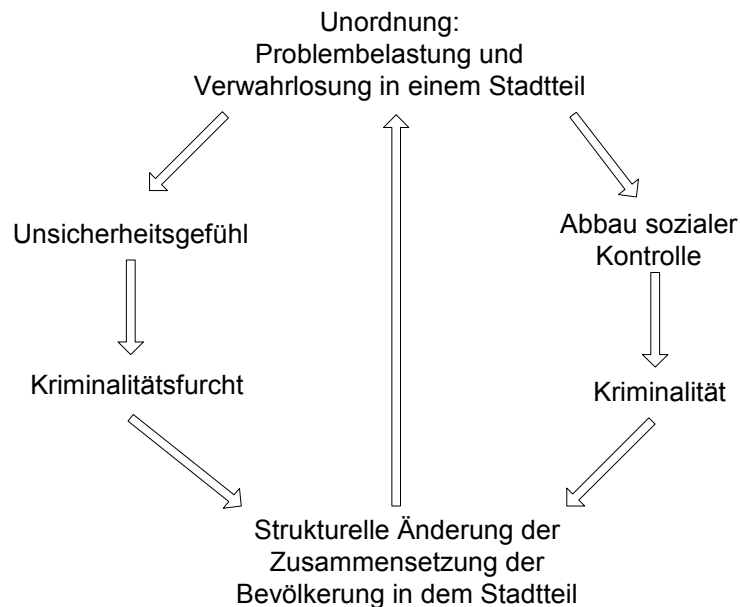 Unordnung:
Problembelastung und
Verwahrlosung in einem Stadtteil
Unsicherheitsgefühl
Abbau sozialer
Kontrolle
Kriminalitätsfurcht
Kriminalität
Strukturelle Änderung der
Zusammensetzung der
Bevölkerung in dem Stadtteil